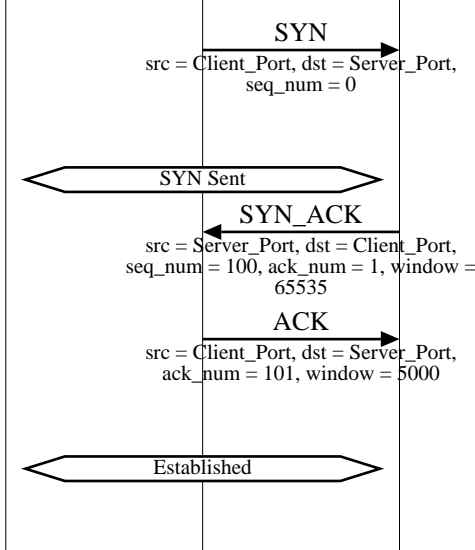 SYN
src = Client_Port, dst = Server_Port,
seq_num = 0
SYN Sent
SYN_ACK
src = Server_Port, dst = Client_Port,
seq_num = 100, ack_num = 1, window =
65535
ACK
src = Client_Port, dst = Server_Port,
ack_num = 101, window = 5000
Established